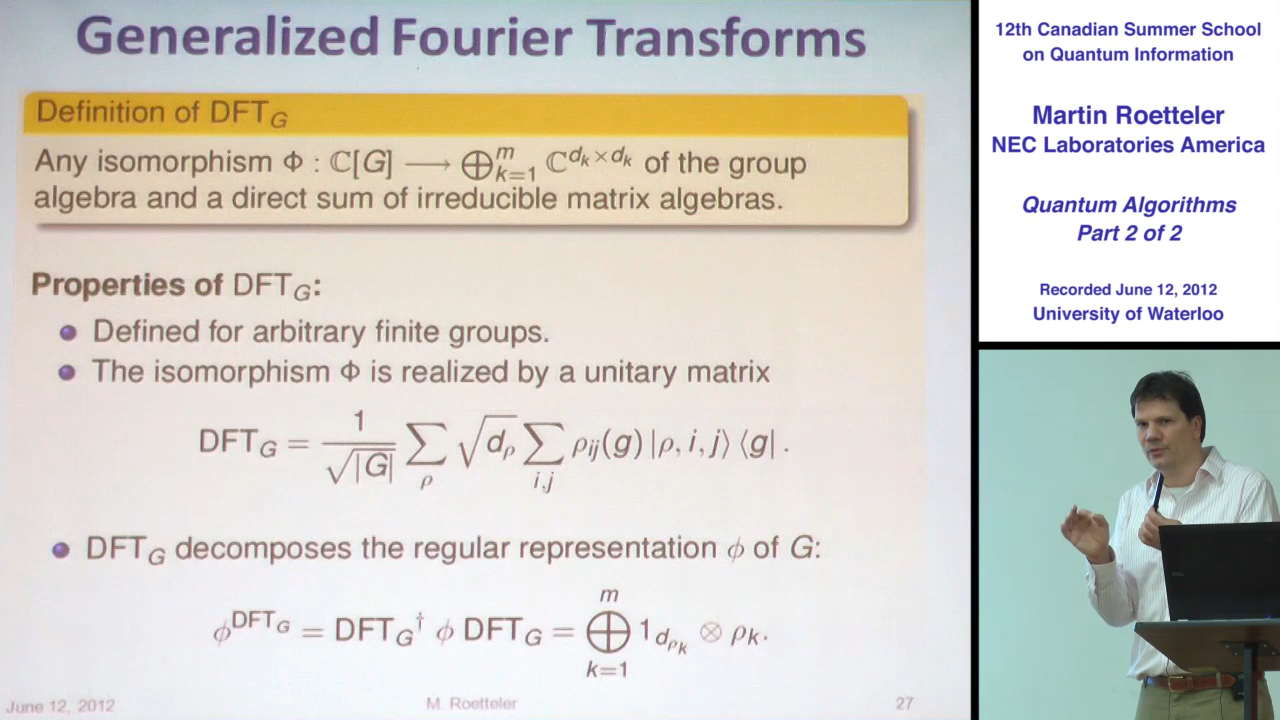 Generalized Fourier Transforms
Definition of DFT_G
Any isomorphism Φ : ℂ[G] ⟶ ⊕_{k=1}^{m} ℂ^{d_k×d_k} of the group
algebra and a direct sum of irreducible matrix algebras.
Properties of DFT_G:
Defined for arbitrary finite groups.
The isomorphism Φ is realized by a unitary matrix
DFT_G = 1/√|G| ∑_ρ √d_ρ ∑_{i,j} ρ_{ij}(g) |ρ, i, j⟩ ⟨g| .
DFT_G decomposes the regular representation ϕ of G:
ϕ^{DFT_G} = DFT_G^† ϕ DFT_G = ⊕_{k=1}^{m} 1_{d_{ρ_k}} ⊗ ρ_k.
June 12, 2012
M. Roetteler
27
12th Canadian Summer School
on Quantum Information
Martin Roetteler
NEC Laboratories America
Quantum Algorithms
Part 2 of 2
Recorded June 12, 2012
University of Waterloo